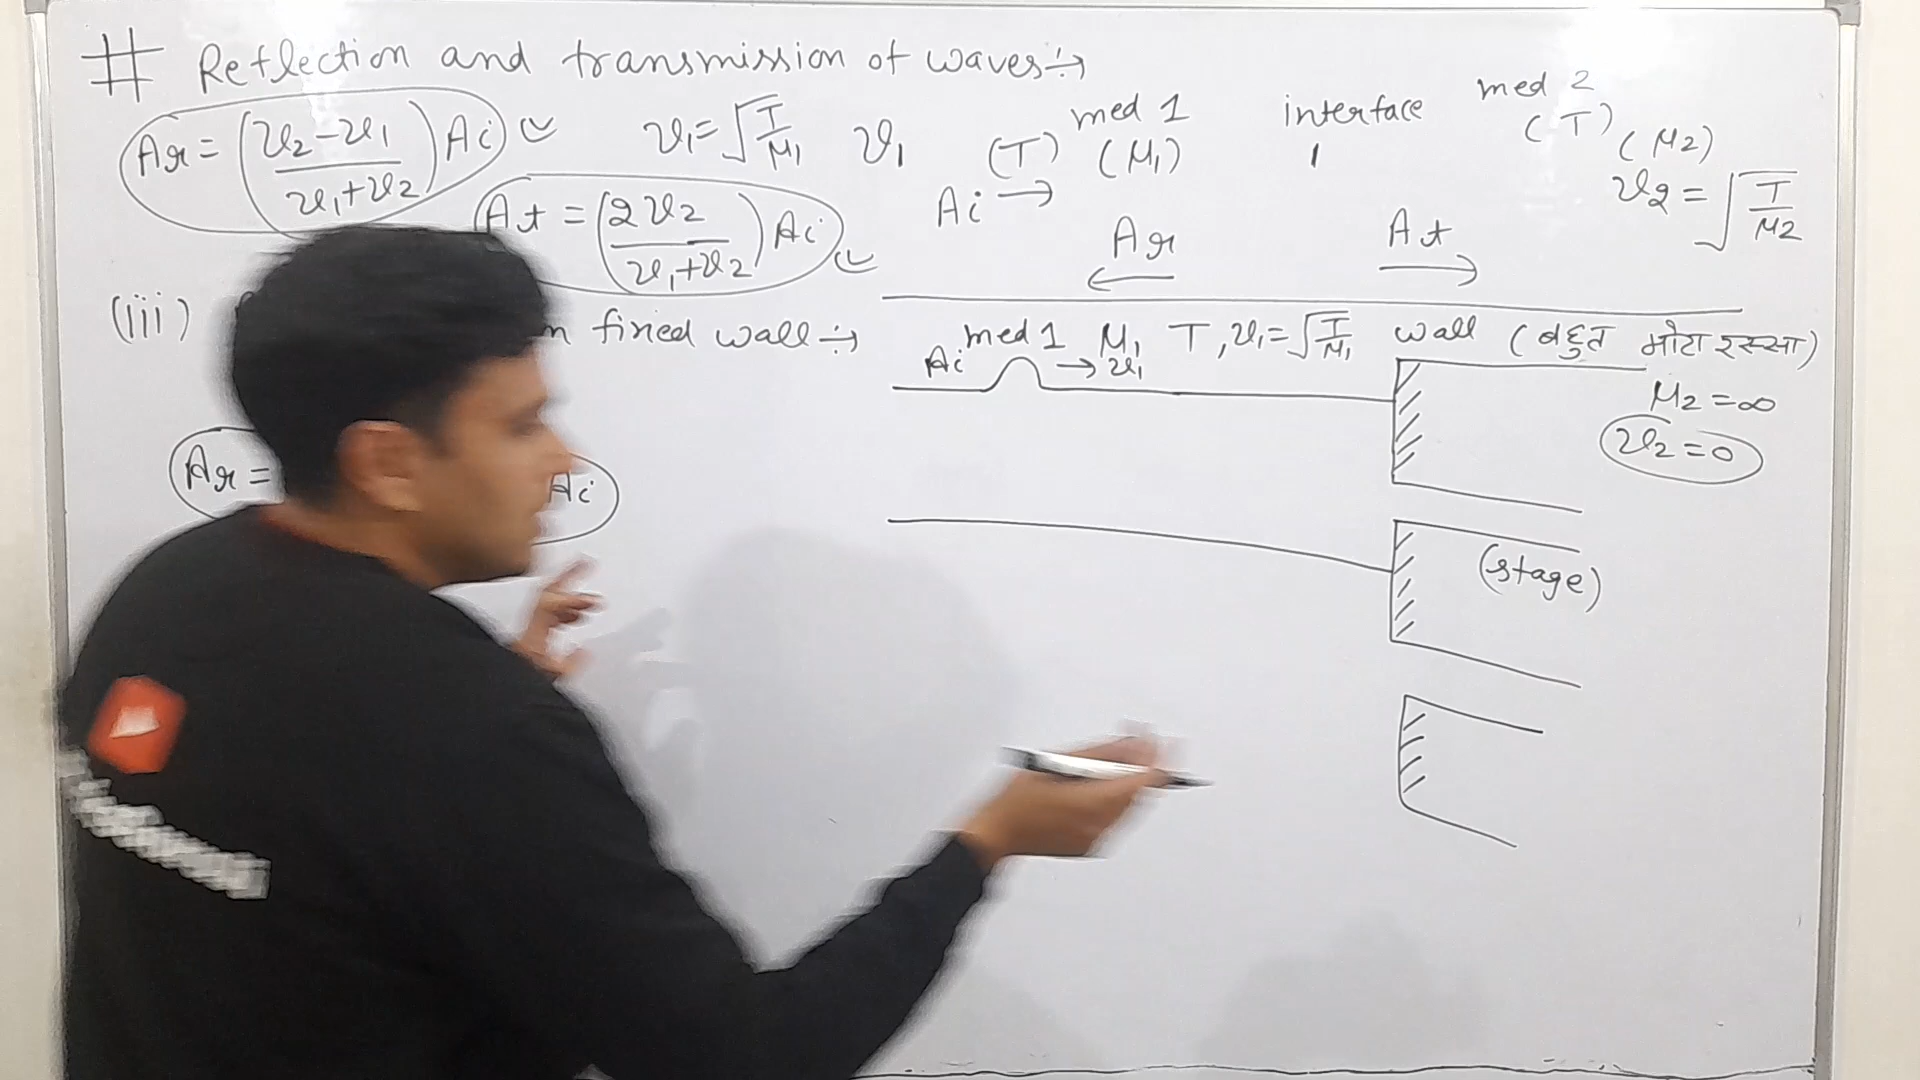 # Reflection and transmission of waves :→
Ar = (v2 - v1 / v1 + v2) Ai
v1 = √T/μ1 v1
(T) med 1 (μ1)
interface
med 2 (T) (μ2)
v2 = √T/μ2
At = (2v2 / v1 + v2) Ai
Ai →
Ar ←
At →
(iii) fixed wall :→
med 1 μ1 T, v1 = √T/μ1 wall (बहुत मोटा रस्सा)
Ai → v1
μ2 = ∞
v2 = 0
Ar = Ai
(stage)